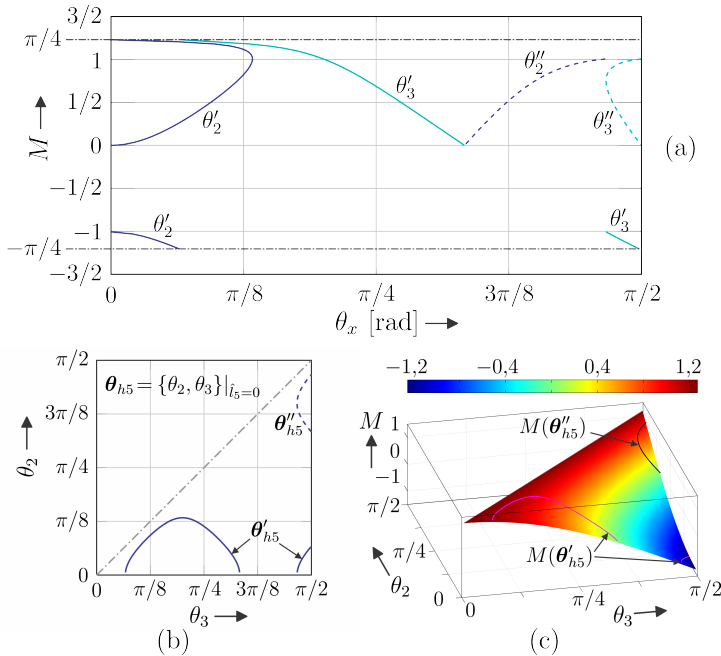 3/2
π/4
1
1/2
0
−1/2
−1
−π/4
−3/2
M
θ′₂
θ′₃
θ″₂
θ″₃
θ′₂
θ′₃
(a)
0 π/8 π/4 3π/8 π/2
θₓ [rad]
π/2
3π/8
π/4
π/8
0
θ₂
𝜽ₕ₅ = {θ₂, θ₃}|_{l̂₅=0}
𝜽″ₕ₅
𝜽′ₕ₅
0 π/8 π/4 3π/8 π/2
θ₃
(b)
−1,2 −0,4 0,4 1,2
M
1
0
−1
π/2
π/4
0
θ₂
M(𝜽″ₕ₅)
M(𝜽′ₕ₅)
0 π/4 π/2
θ₃
(c)